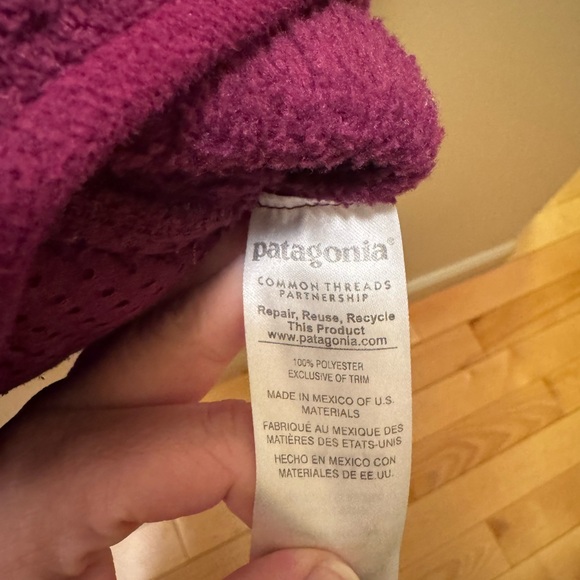 patagonia®
COMMON THREADS
PARTNERSHIP
Repair, Reuse, Recycle
This Product
www.patagonia.com
100% POLYESTER
EXCLUSIVE OF TRIM
MADE IN MEXICO OF U.S.
MATERIALS
FABRIQUÉ AU MEXIQUE DES
MATIÈRES DES ETATS-UNIS
HECHO EN MEXICO CON
MATERIALES DE EE.UU.